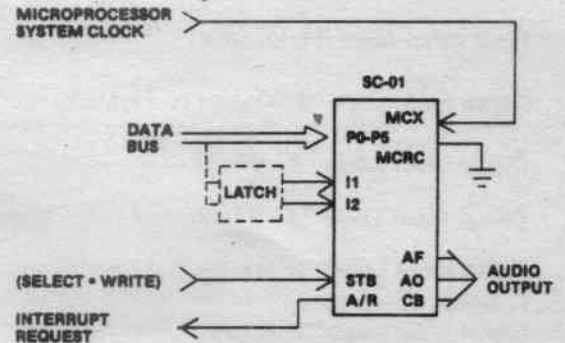 MICROPROCESSOR
SYSTEM CLOCK
SC-01
MCX
DATA
BUS
P0-P5
MCRC
LATCH
I1
I2
AF
(SELECT • WRITE)
STB
AO
AUDIO
OUTPUT
A/R
CB
INTERRUPT
REQUEST